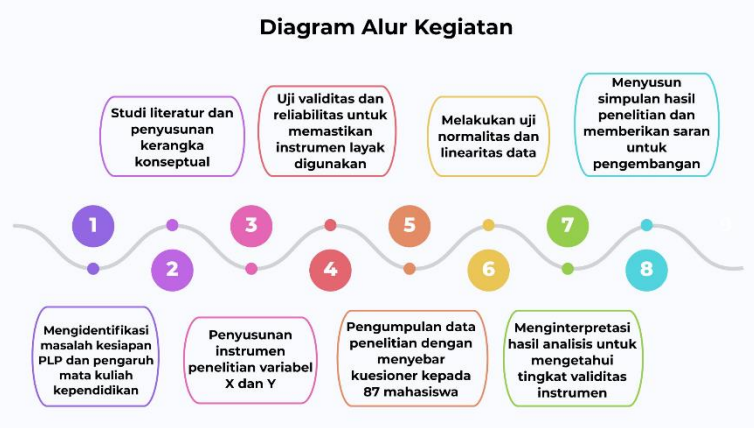 Diagram Alur Kegiatan
Studi literatur dan
penyusunan
kerangka
konseptual
Uji validitas dan
reliabilitas untuk
memastikan
instrumen layak
digunakan
Melakukan uji
normalitas dan
linearitas data
Menyusun
simpulan hasil
penelitian dan
memberikan saran
untuk
pengembangan
1
2
3
4
5
6
7
8
Mengidentifikasi
masalah kesiapan
PLP dan pengaruh
mata kuliah
kependidikan
Penyusunan
instrumen
penelitian variabel
X dan Y
Pengumpulan data
penelitian dengan
menyebar
kuesioner kepada
87 mahasiswa
Menginterpretasi
hasil analisis untuk
mengetahui
tingkat validitas
instrumen